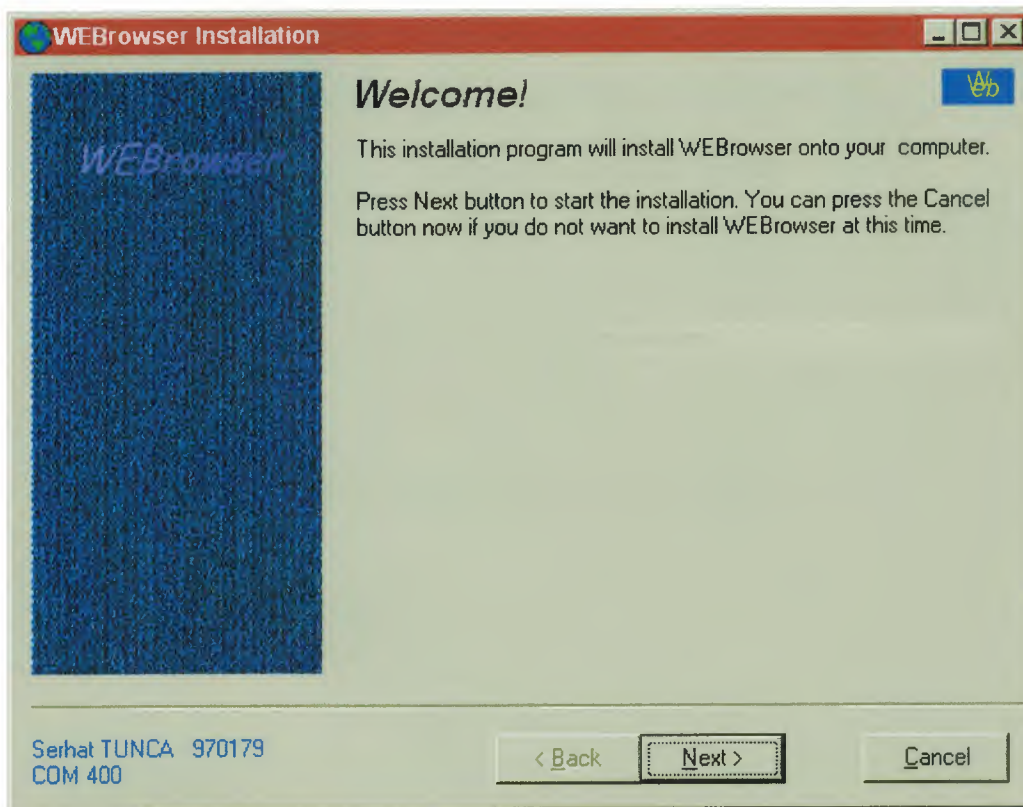 WEBrowser Installation
Welcome!
Web
This installation program will install WEBrowser onto your computer.
Press Next button to start the installation. You can press the Cancel
button now if you do not want to install WEBrowser at this time.
WEBrowser
Serhat TUNCA 970179
COM 400
< Back
Next >
Cancel